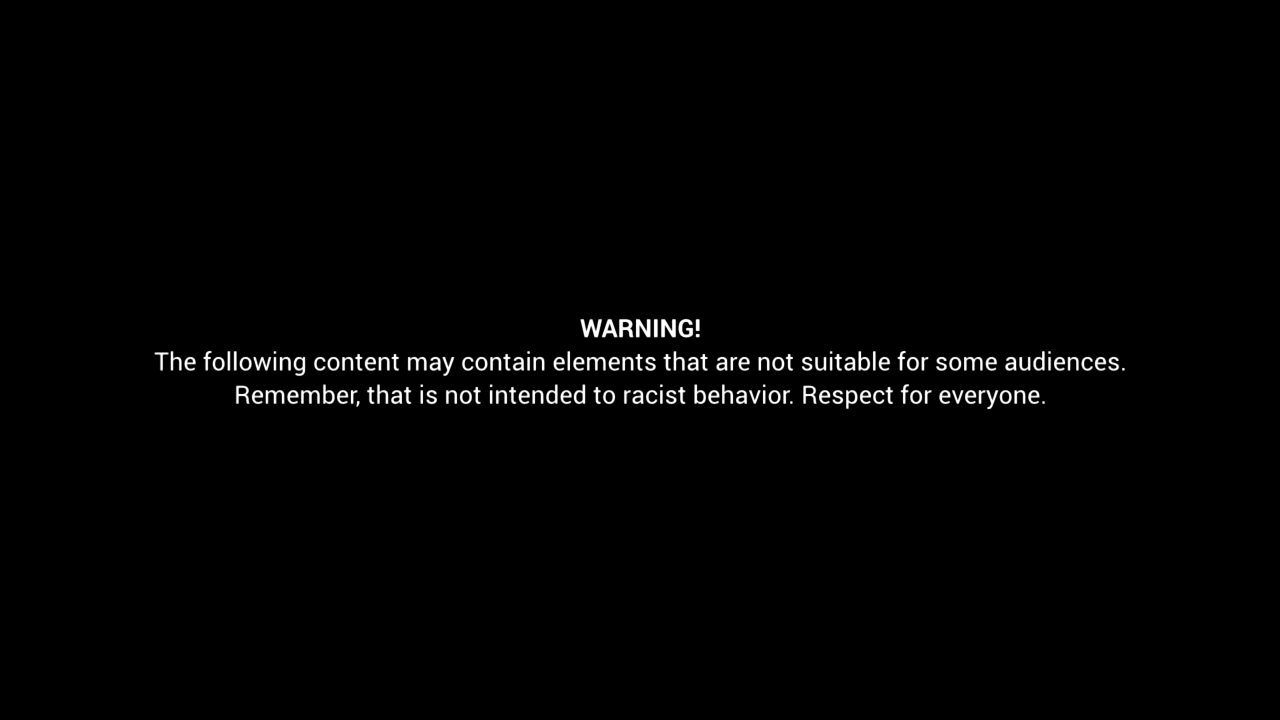 WARNING!
The following content may contain elements that are not suitable for some audiences.
Remember, that is not intended to racist behavior. Respect for everyone.